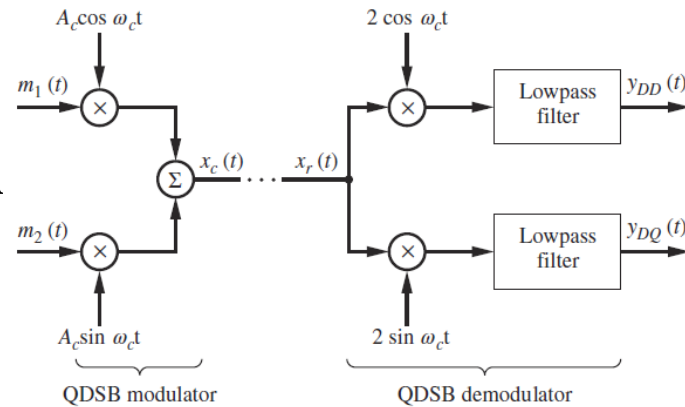 A_c cos ω_c t
2 cos ω_c t
m_1 (t)
×
×
Lowpass
filter
y_DD (t)
Σ
x_c (t)
· · ·
x_r (t)
m_2 (t)
×
×
Lowpass
filter
y_DQ (t)
A_c sin ω_c t
2 sin ω_c t
QDSB modulator
QDSB demodulator